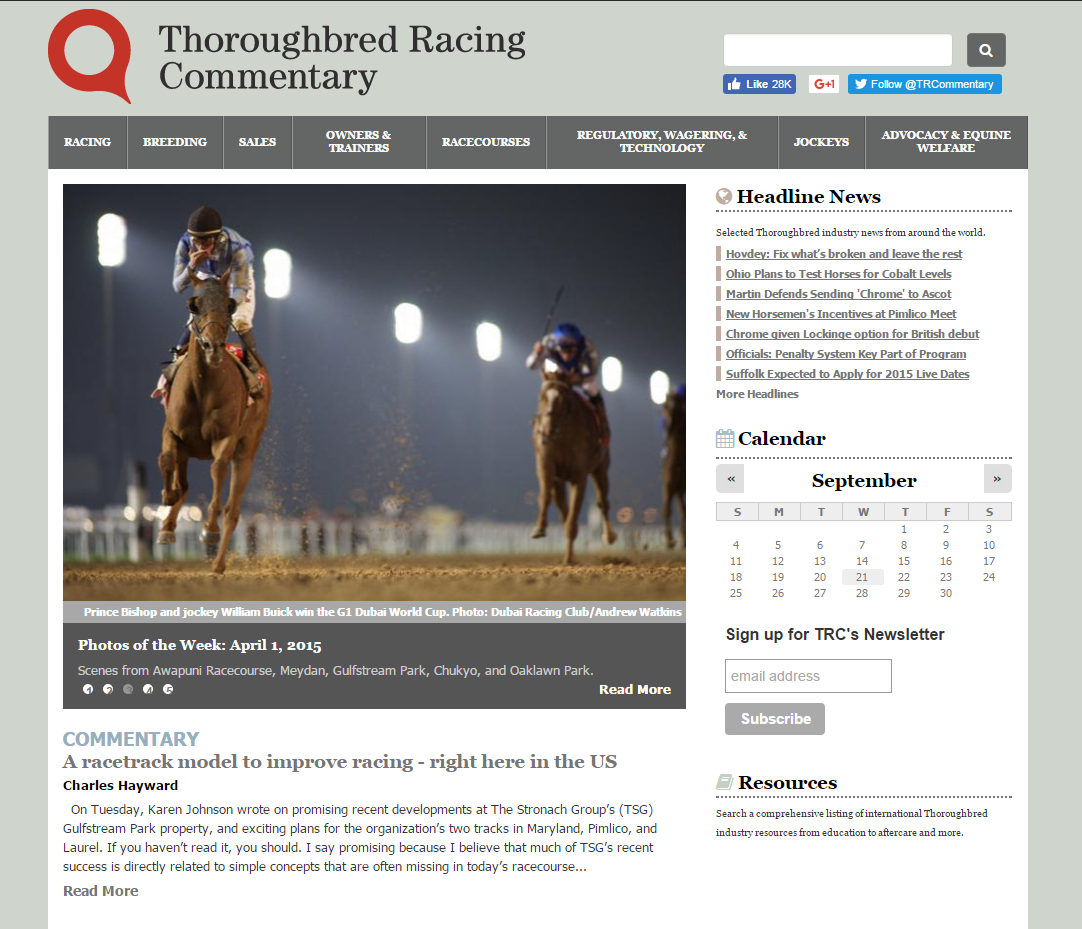 Thoroughbred Racing
Commentary
Like 28K
G+1
Follow @TRCommentary
RACING
BREEDING
SALES
OWNERS &
TRAINERS
RACECOURSES
REGULATORY, WAGERING, &
TECHNOLOGY
JOCKEYS
ADVOCACY & EQUINE
WELFARE
Prince Bishop and jockey William Buick win the G1 Dubai World Cup. Photo: Dubai Racing Club/Andrew Watkins
Photos of the Week: April 1, 2015
Scenes from Awapuni Racecourse, Meydan, Gulfstream Park, Chukyo, and Oaklawn Park.
1 2 3 4 5
Read More
COMMENTARY
A racetrack model to improve racing - right here in the US
Charles Hayward
On Tuesday, Karen Johnson wrote on promising recent developments at The Stronach Group’s (TSG)
Gulfstream Park property, and exciting plans for the organization’s two tracks in Maryland, Pimlico, and
Laurel. If you haven’t read it, you should. I say promising because I believe that much of TSG’s recent
success is directly related to simple concepts that are often missing in today’s racecourse...
Read More
Headline News
Selected Thoroughbred industry news from around the world.
Hovdey: Fix what’s broken and leave the rest
Ohio Plans to Test Horses for Cobalt Levels
Martin Defends Sending 'Chrome' to Ascot
New Horsemen's Incentives at Pimlico Meet
Chrome given Lockinge option for British debut
Officials: Penalty System Key Part of Program
Suffolk Expected to Apply for 2015 Live Dates
More Headlines
Calendar
« September »
S M T W T F S
1 2 3
4 5 6 7 8 9 10
11 12 13 14 15 16 17
18 19 20 21 22 23 24
25 26 27 28 29 30
Sign up for TRC's Newsletter
email address
Subscribe
Resources
Search a comprehensive listing of international Thoroughbred
industry resources from education to aftercare and more.